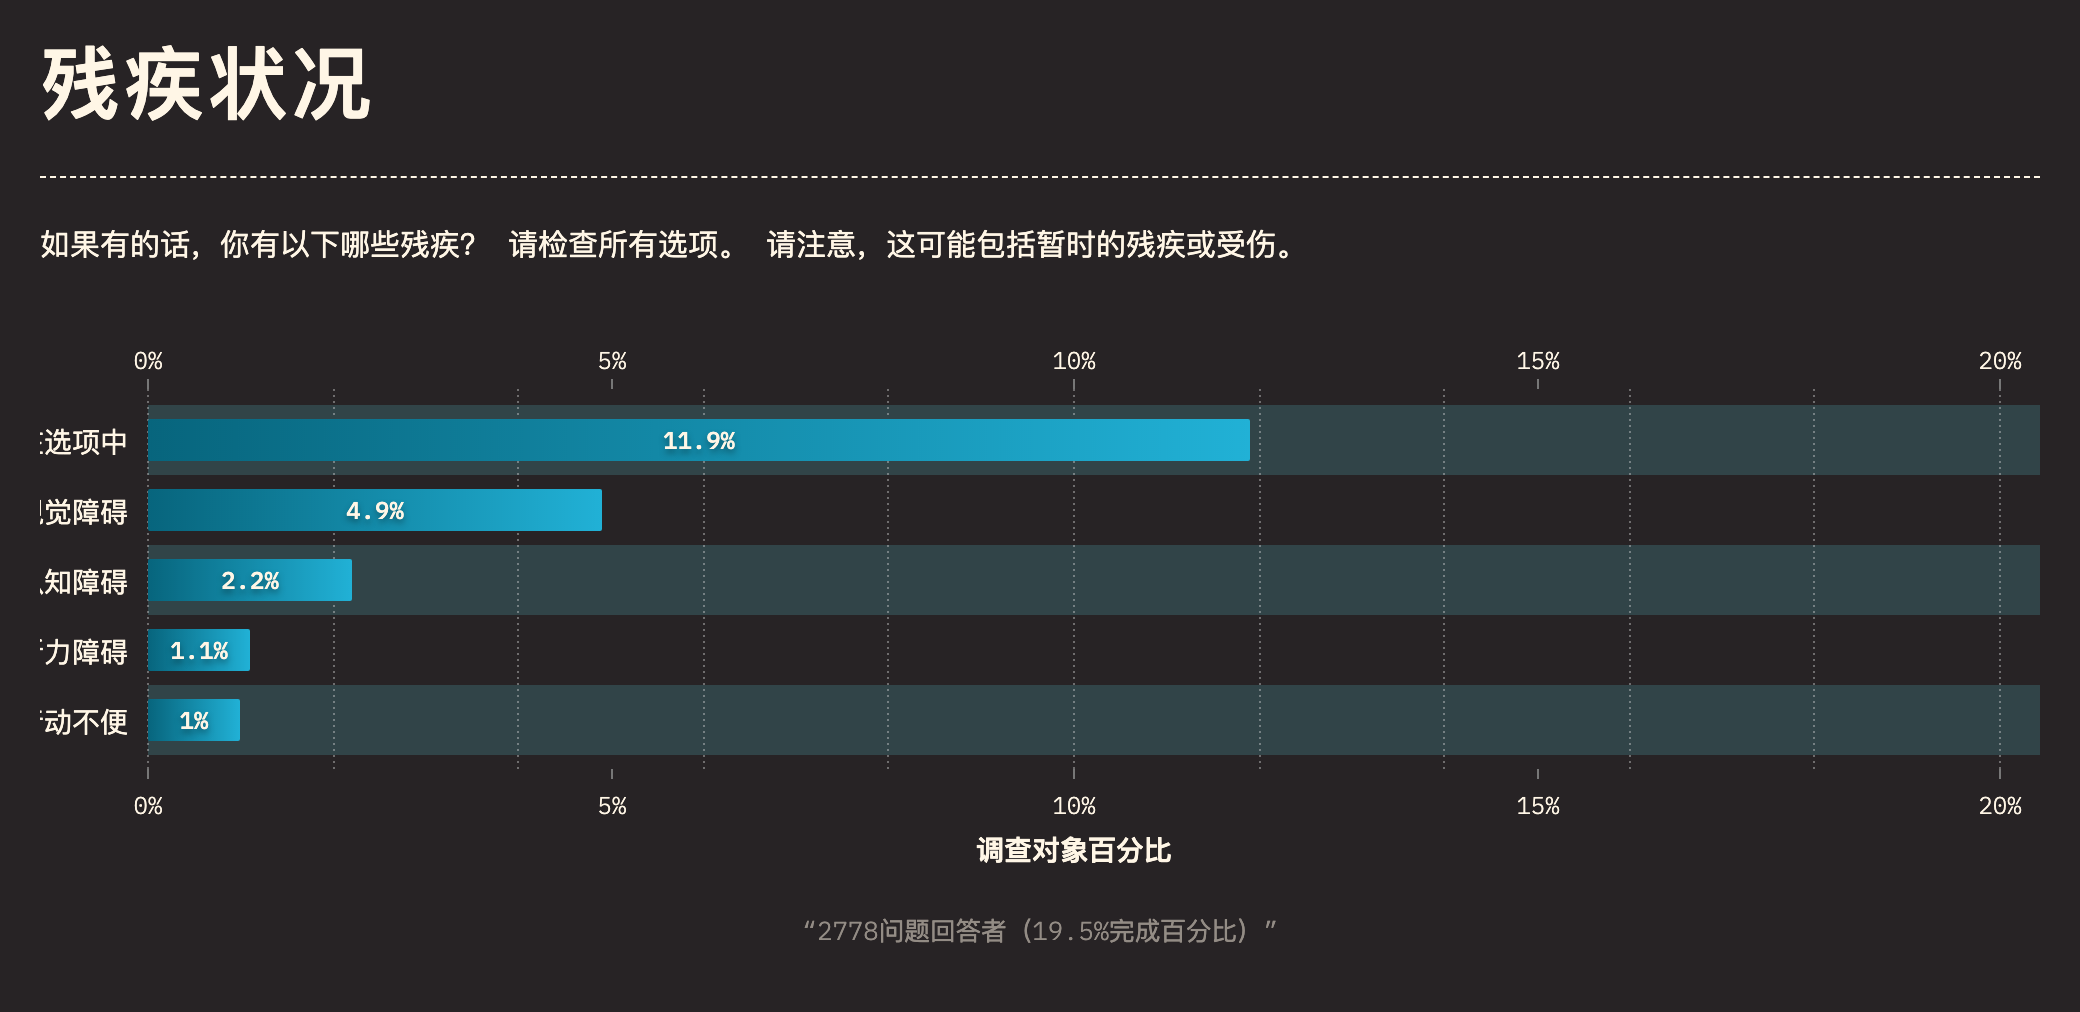 残疾状况
如果有的话，你有以下哪些残疾？ 请检查所有选项。 请注意，这可能包括暂时的残疾或受伤。
0% 5% 10% 15% 20%
选项中 11.9%
觉障碍 4.9%
知障碍 2.2%
力障碍 1.1%
动不便 1%
0% 5% 10% 15% 20%
调查对象百分比
“2778问题回答者（19.5%完成百分比）”